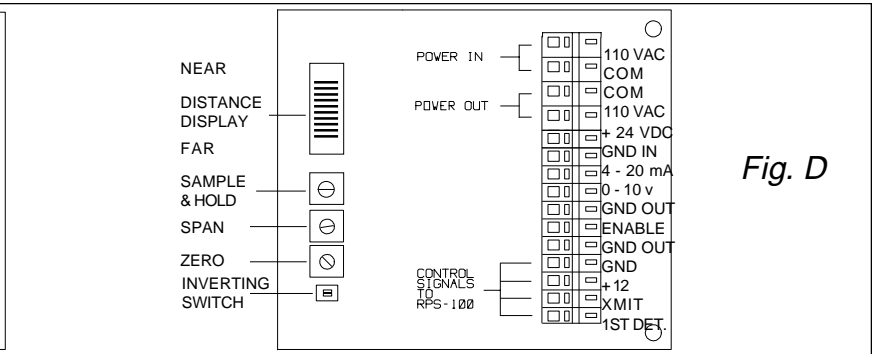 NEAR
DISTANCE
DISPLAY
FAR
SAMPLE
& HOLD
SPAN
ZERO
INVERTING
SWITCH
POWER IN
POWER OUT
CONTROL
SIGNALS
TO
RPS-100
110 VAC
COM
COM
110 VAC
+ 24 VDC
GND IN
4 - 20 mA
0 - 10 v
GND OUT
ENABLE
GND OUT
GND
+12
XMIT
1ST DET.
Fig. D